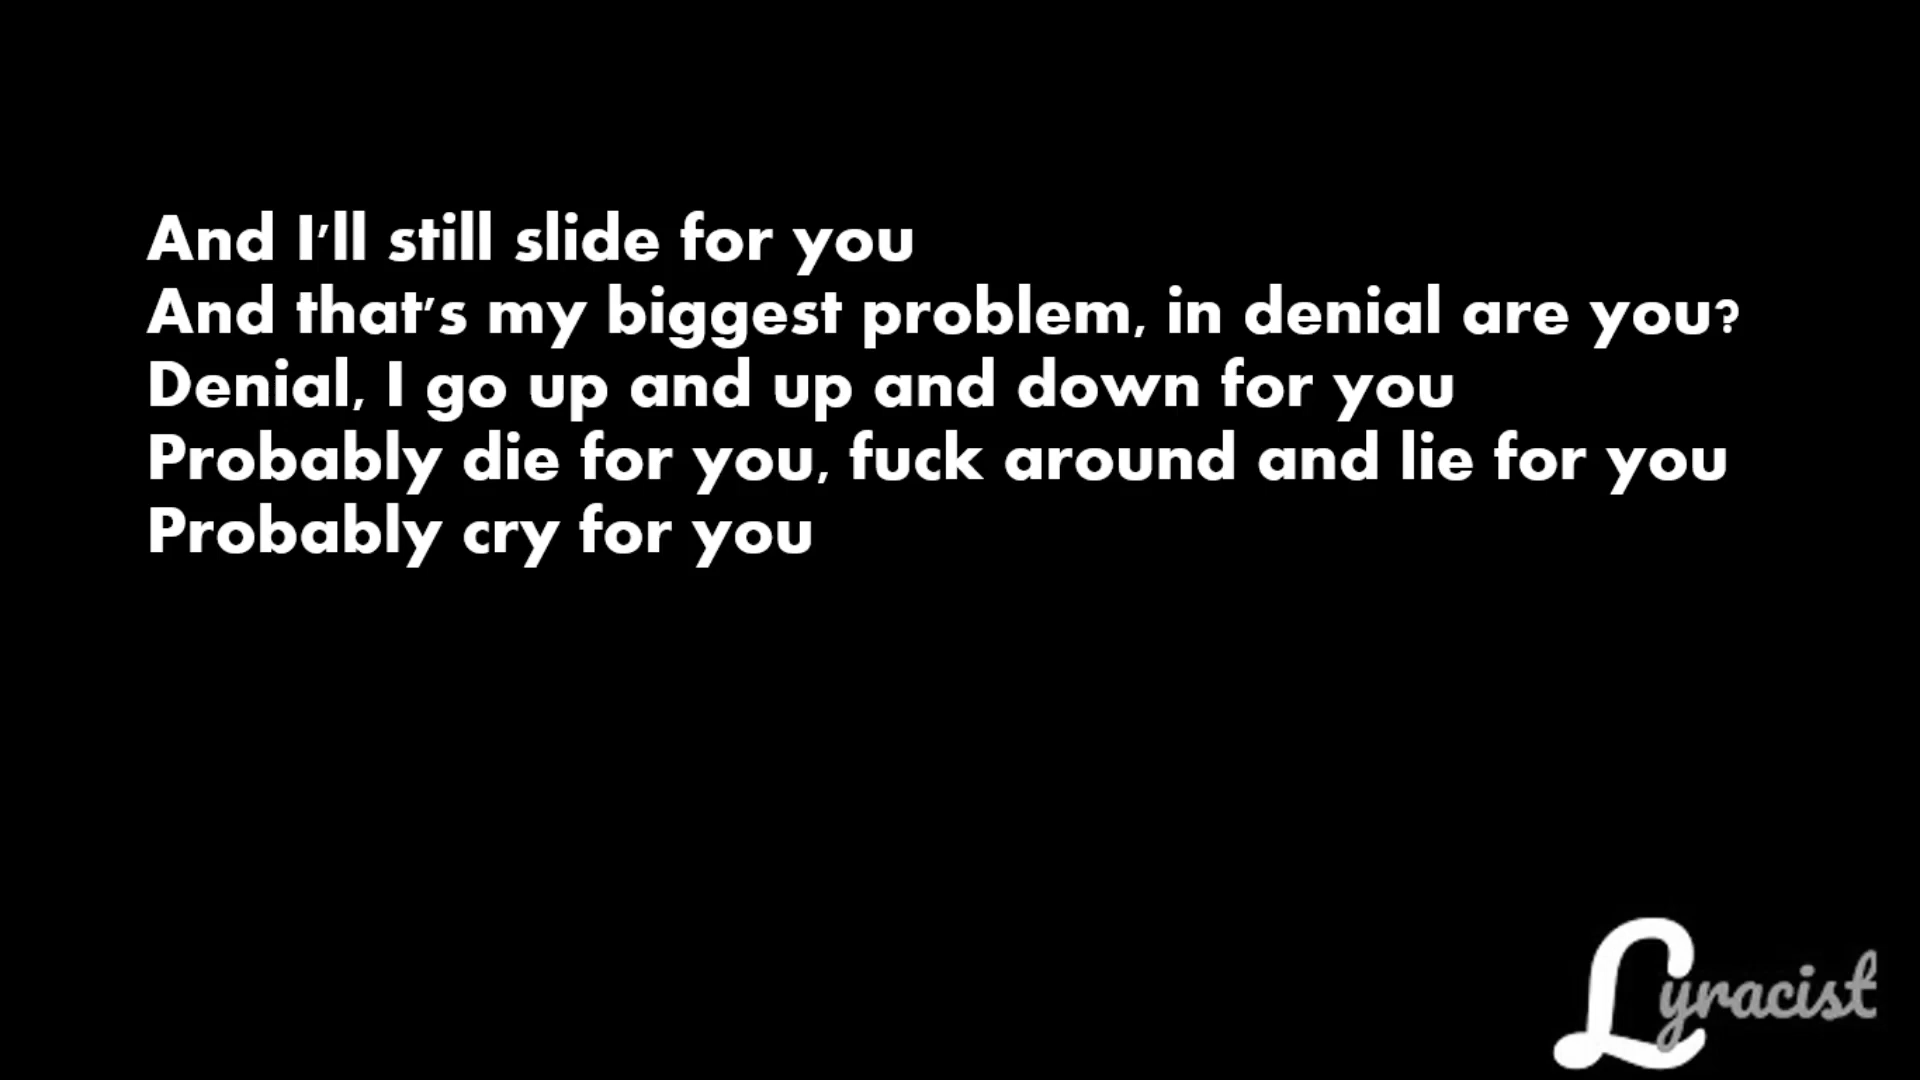 And I'll still slide for you
And that's my biggest problem, in denial are you?
Denial, I go up and up and down for you
Probably die for you, fuck around and lie for you
Probably cry for you
Lyracist